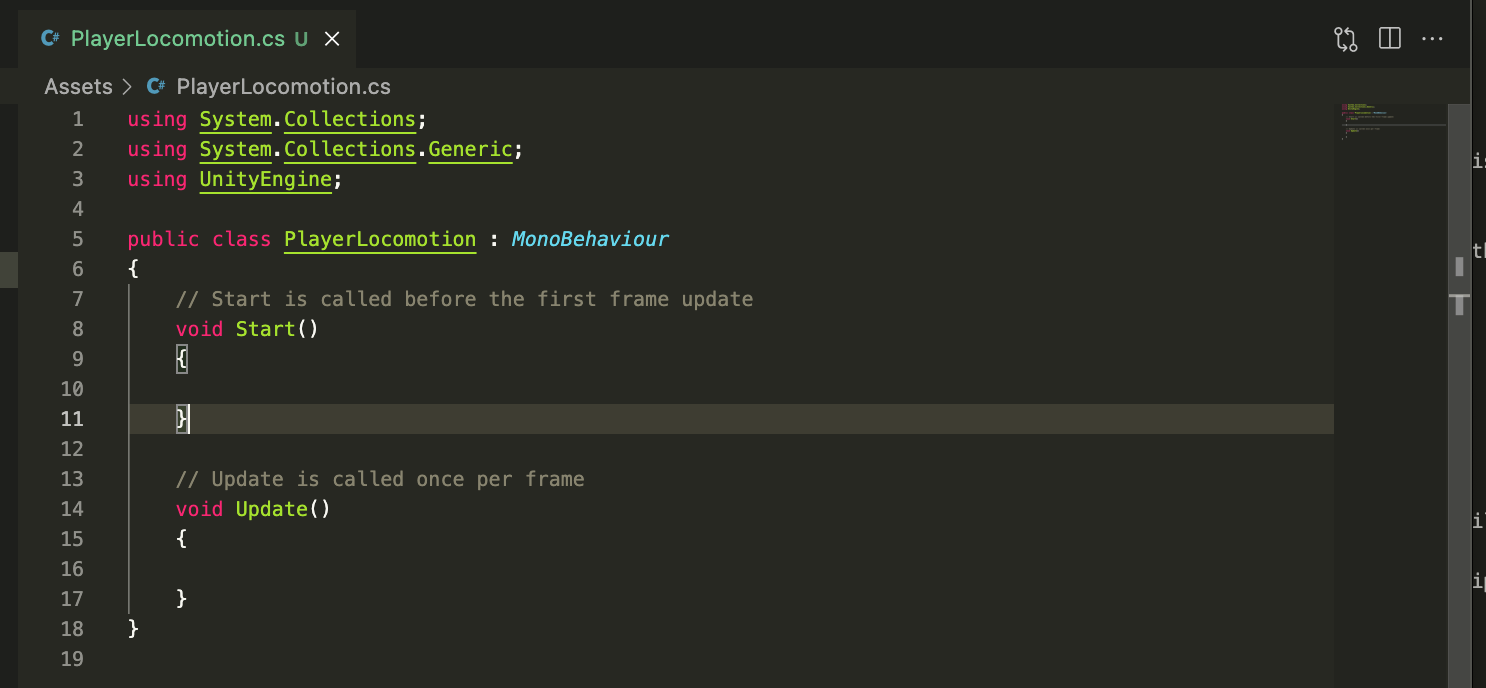 C# PlayerLocomotion.cs U
Assets > C# PlayerLocomotion.cs
1 using System.Collections;
2 using System.Collections.Generic;
3 using UnityEngine;
4
5 public class PlayerLocomotion : MonoBehaviour
6 {
7 // Start is called before the first frame update
8 void Start()
9 {
10
11 }
12
13 // Update is called once per frame
14 void Update()
15 {
16
17 }
18 }
19